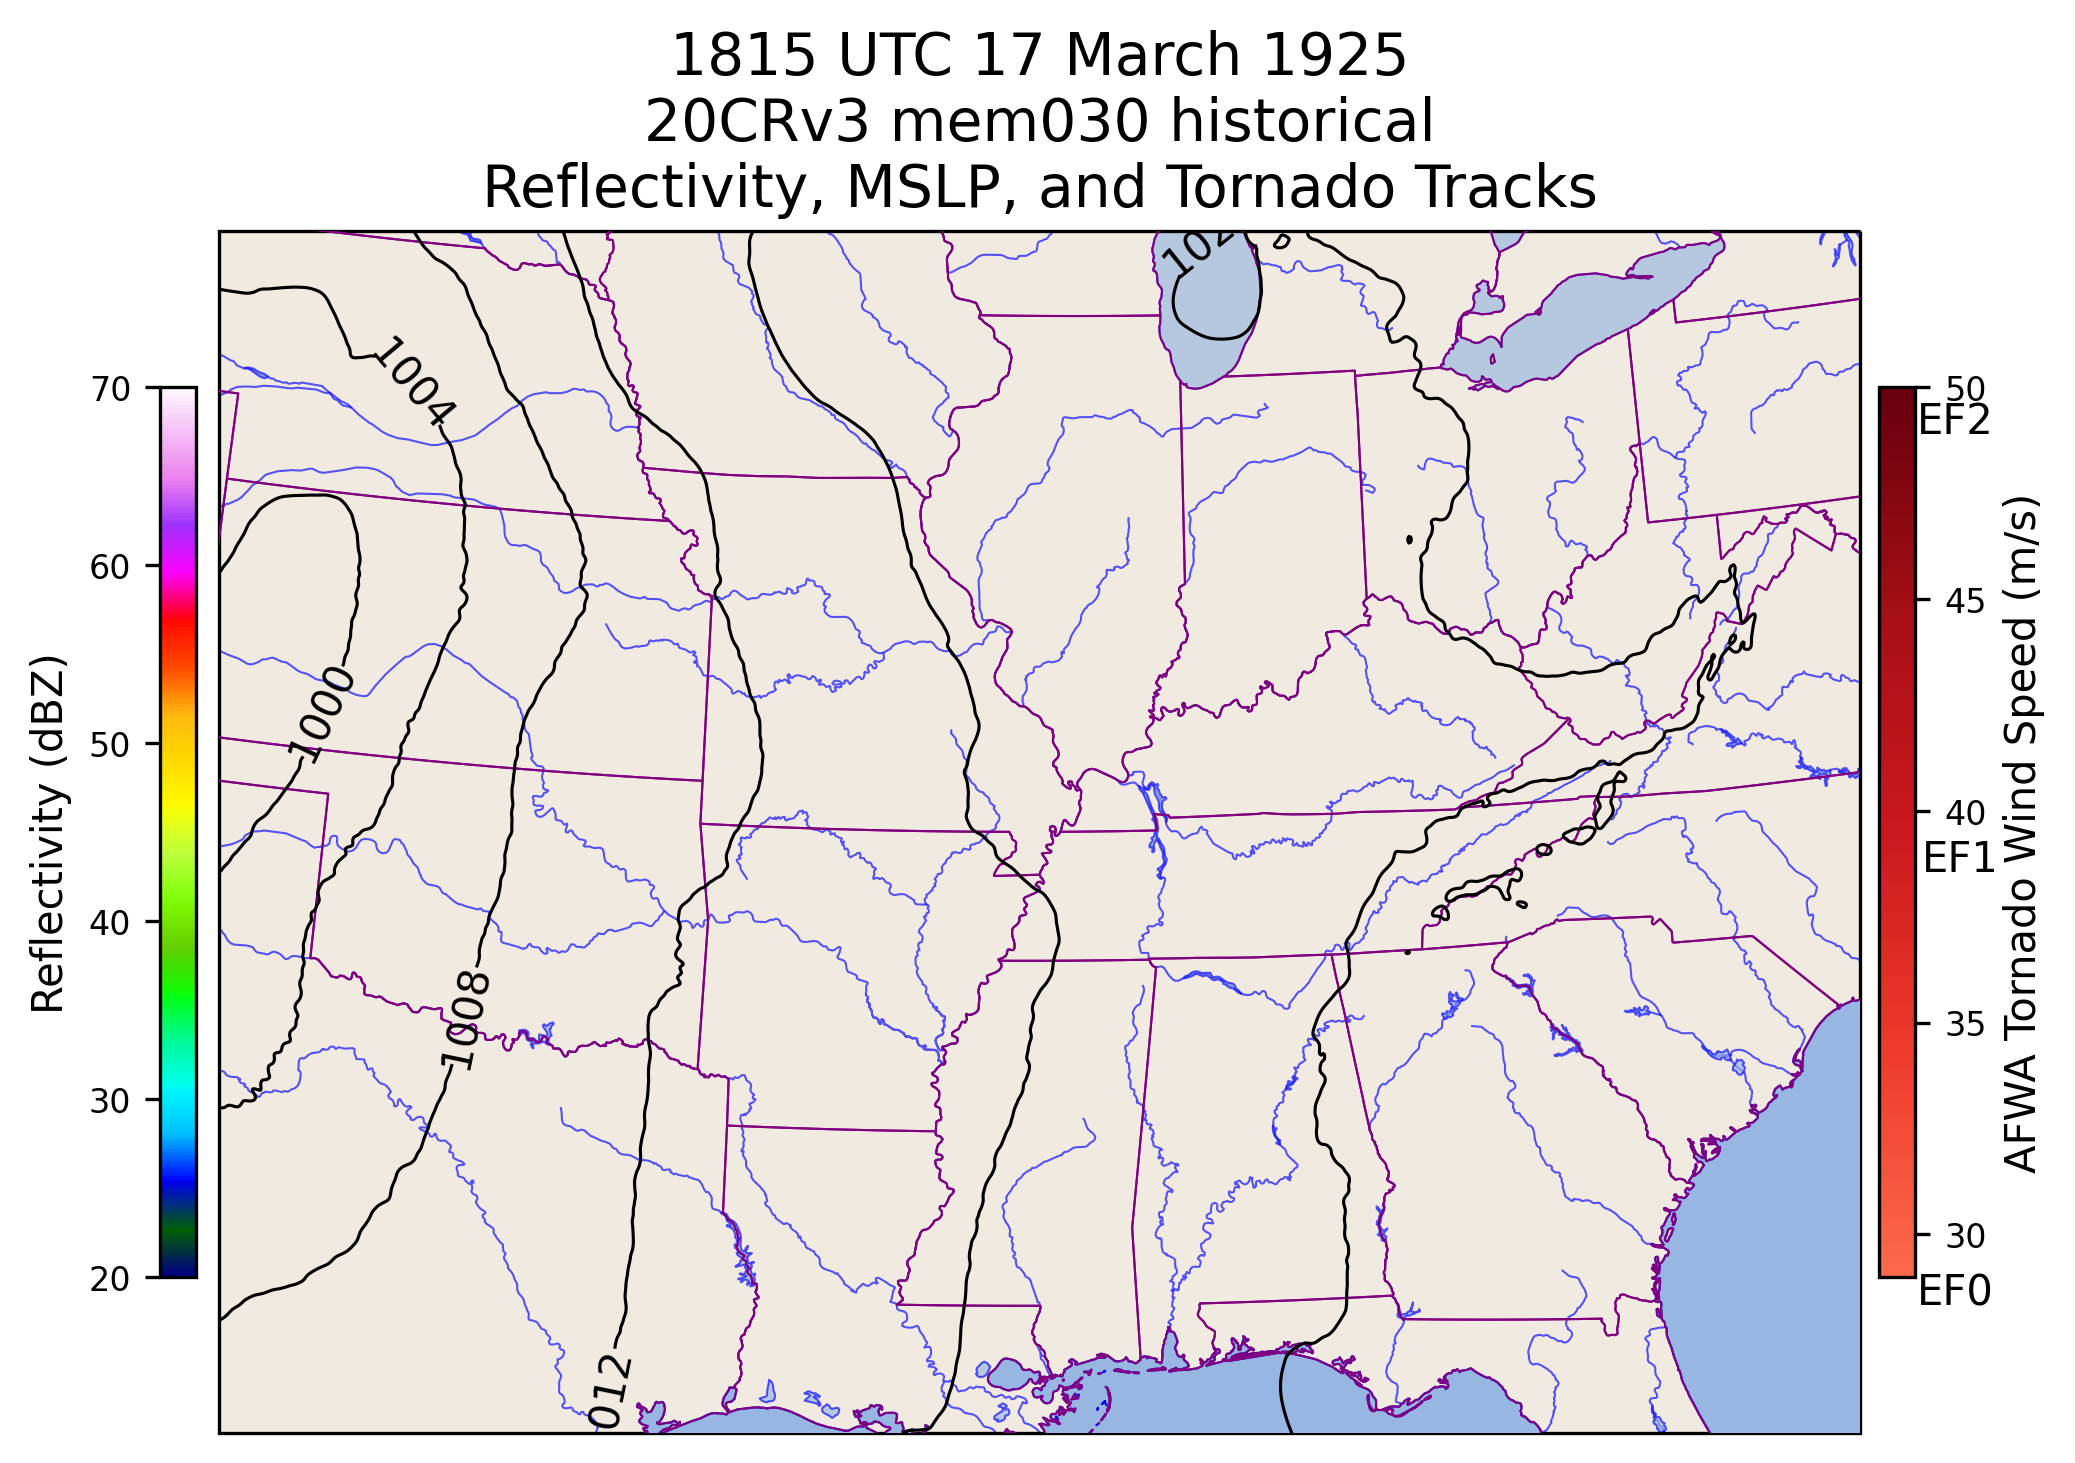 1815 UTC 17 March 1925
20CRv3 mem030 historical
Reflectivity, MSLP, and Tornado Tracks
102
1004
1000
1008
012
70
60
50
40
30
20
Reflectivity (dBZ)
50
EF2
45
40
EF1
35
30
EF0
AFWA Tornado Wind Speed (m/s)